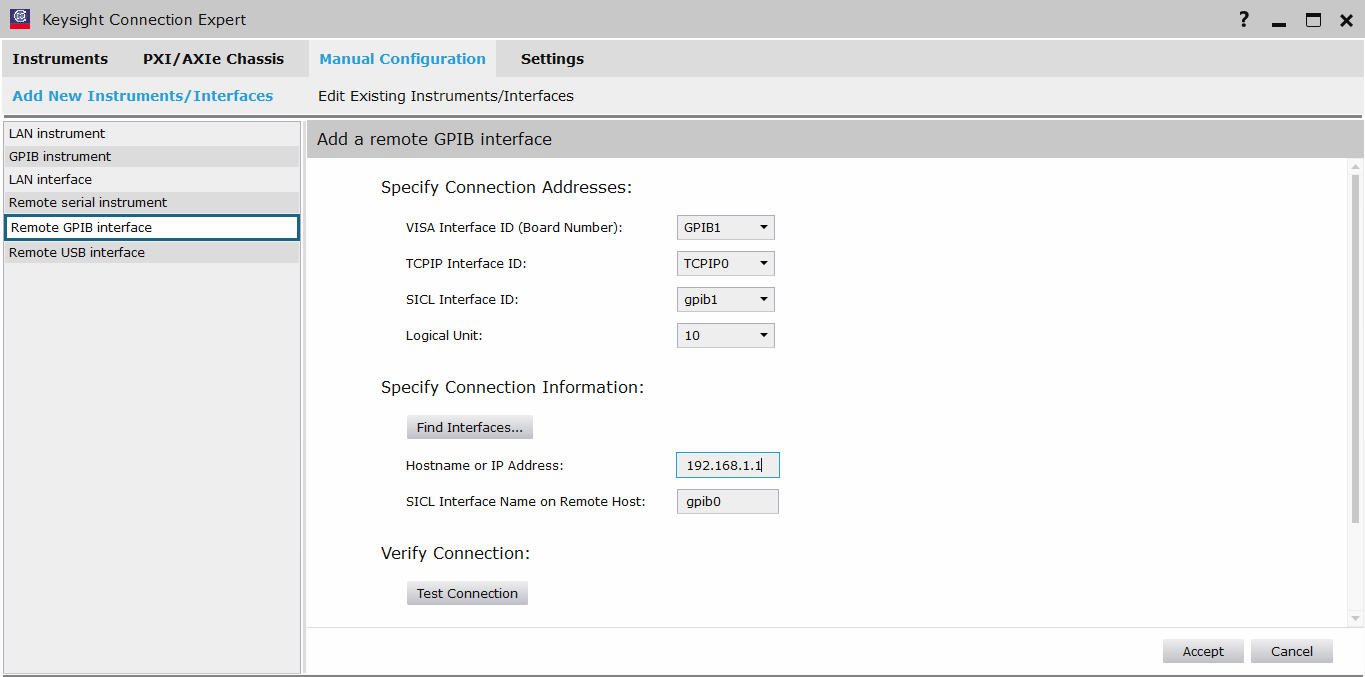 Keysight Connection Expert ?
Instruments PXI/AXIe Chassis Manual Configuration Settings
Add New Instruments/Interfaces Edit Existing Instruments/Interfaces
LAN instrument
GPIB instrument
LAN interface
Remote serial instrument
Remote GPIB interface
Remote USB interface
Add a remote GPIB interface
Specify Connection Addresses:
VISA Interface ID (Board Number): GPIB1
TCPIP Interface ID: TCPIP0
SICL Interface ID: gpib1
Logical Unit: 10
Specify Connection Information:
Find Interfaces...
Hostname or IP Address: 192.168.1.1
SICL Interface Name on Remote Host: gpib0
Verify Connection:
Test Connection
Accept Cancel